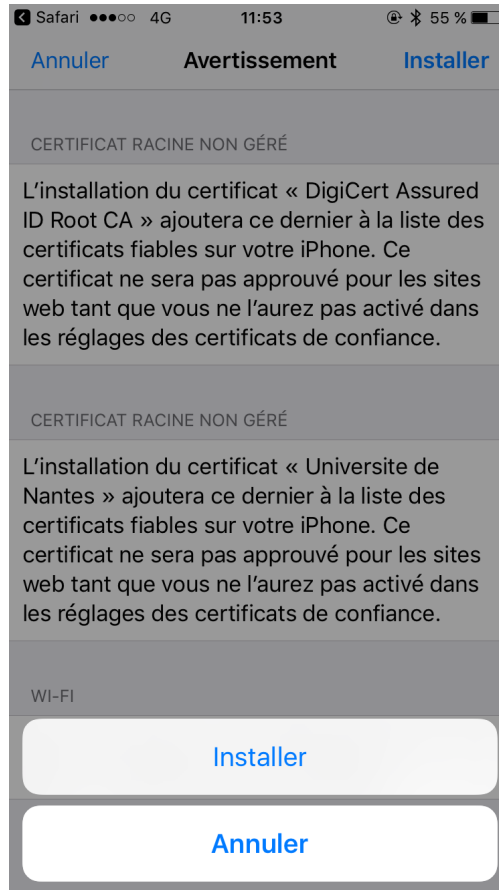 Safari 4G 11:53 55 %
Annuler Avertissement Installer
CERTIFICAT RACINE NON GÉRÉ
L’installation du certificat « DigiCert Assured
ID Root CA » ajoutera ce dernier à la liste des
certificats fiables sur votre iPhone. Ce
certificat ne sera pas approuvé pour les sites
web tant que vous ne l’aurez pas activé dans
les réglages des certificats de confiance.
CERTIFICAT RACINE NON GÉRÉ
L’installation du certificat « Universite de
Nantes » ajoutera ce dernier à la liste des
certificats fiables sur votre iPhone. Ce
certificat ne sera pas approuvé pour les sites
web tant que vous ne l’aurez pas activé dans
les réglages des certificats de confiance.
WI-FI
Installer
Annuler